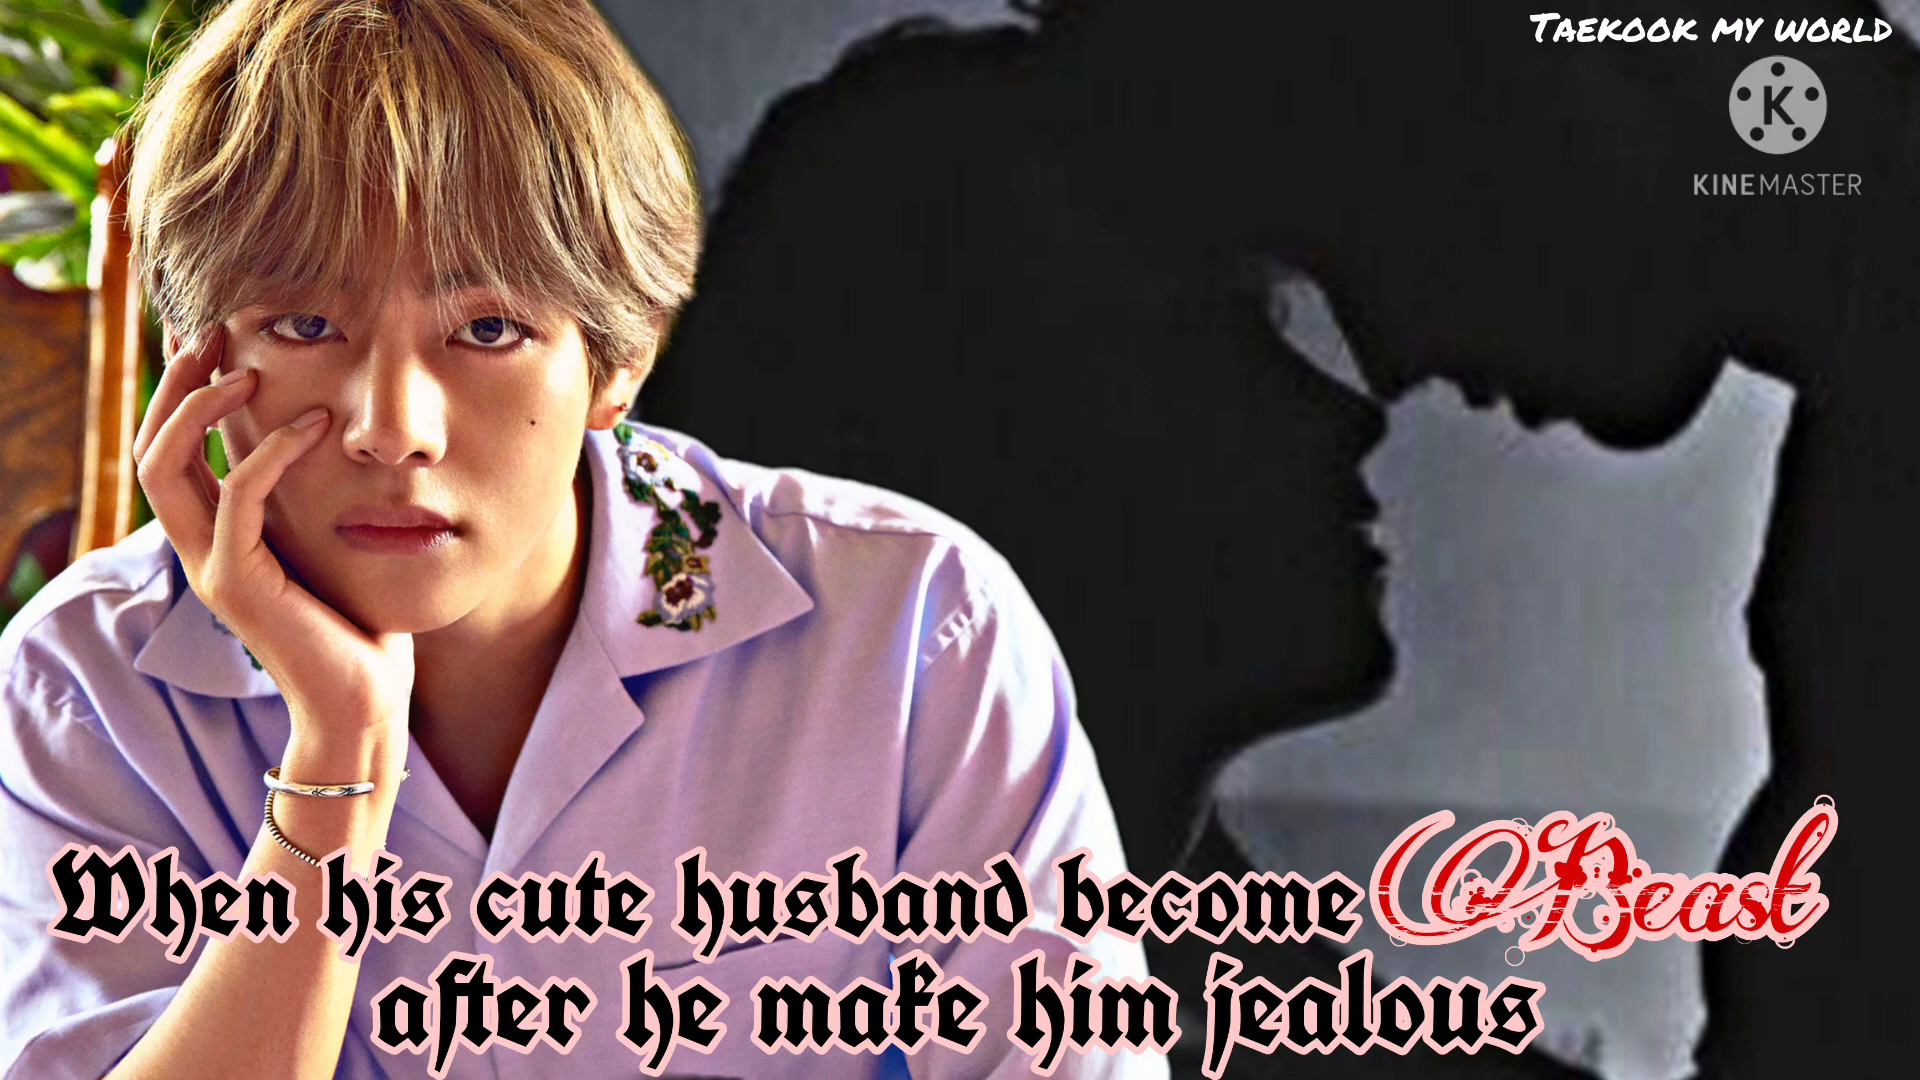 Taekook my world
K
KINEMASTER
When his cute husband become Beast
after he make him jealous